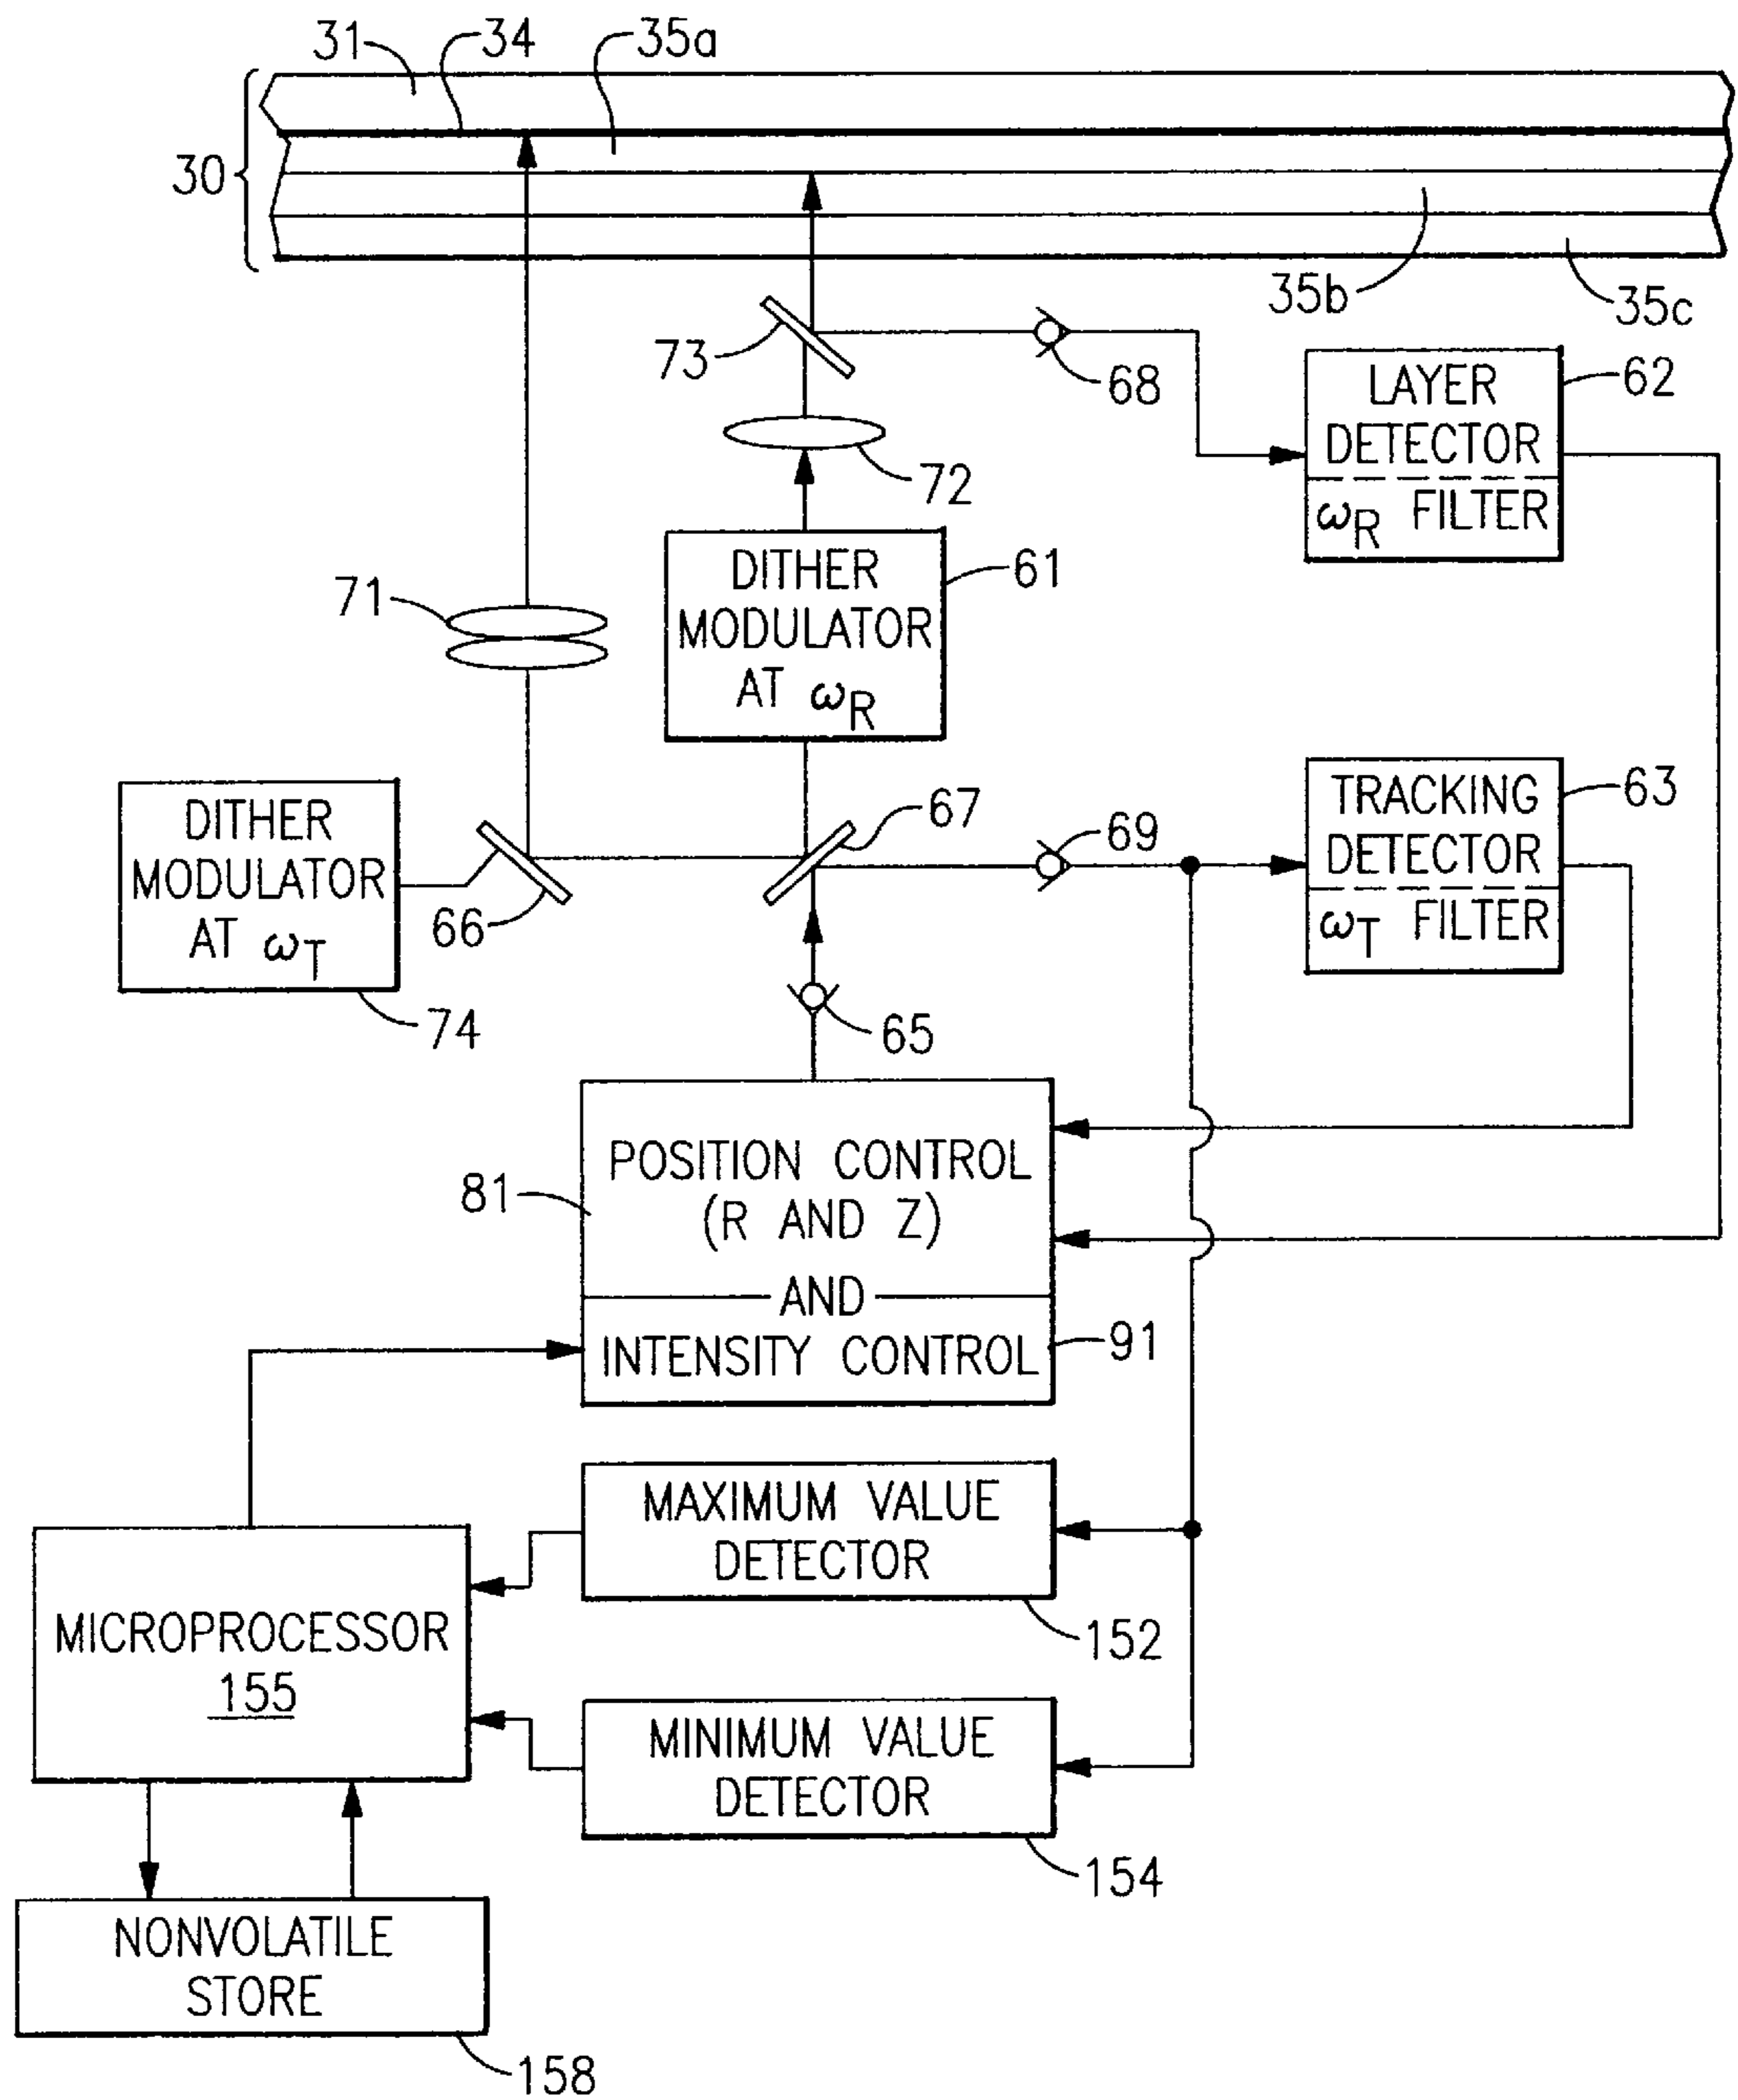 31
34
35a
30
35b
35c
73
68
62
LAYER
DETECTOR
ωR FILTER
72
DITHER
MODULATOR
AT ωR
61
71
DITHER
MODULATOR
AT ωT
74
66
67
69
63
TRACKING
DETECTOR
ωT FILTER
65
81
POSITION CONTROL
(R AND Z)
AND
INTENSITY CONTROL
91
MAXIMUM VALUE
DETECTOR
152
MICROPROCESSOR
155
MINIMUM VALUE
DETECTOR
154
NONVOLATILE
STORE
158